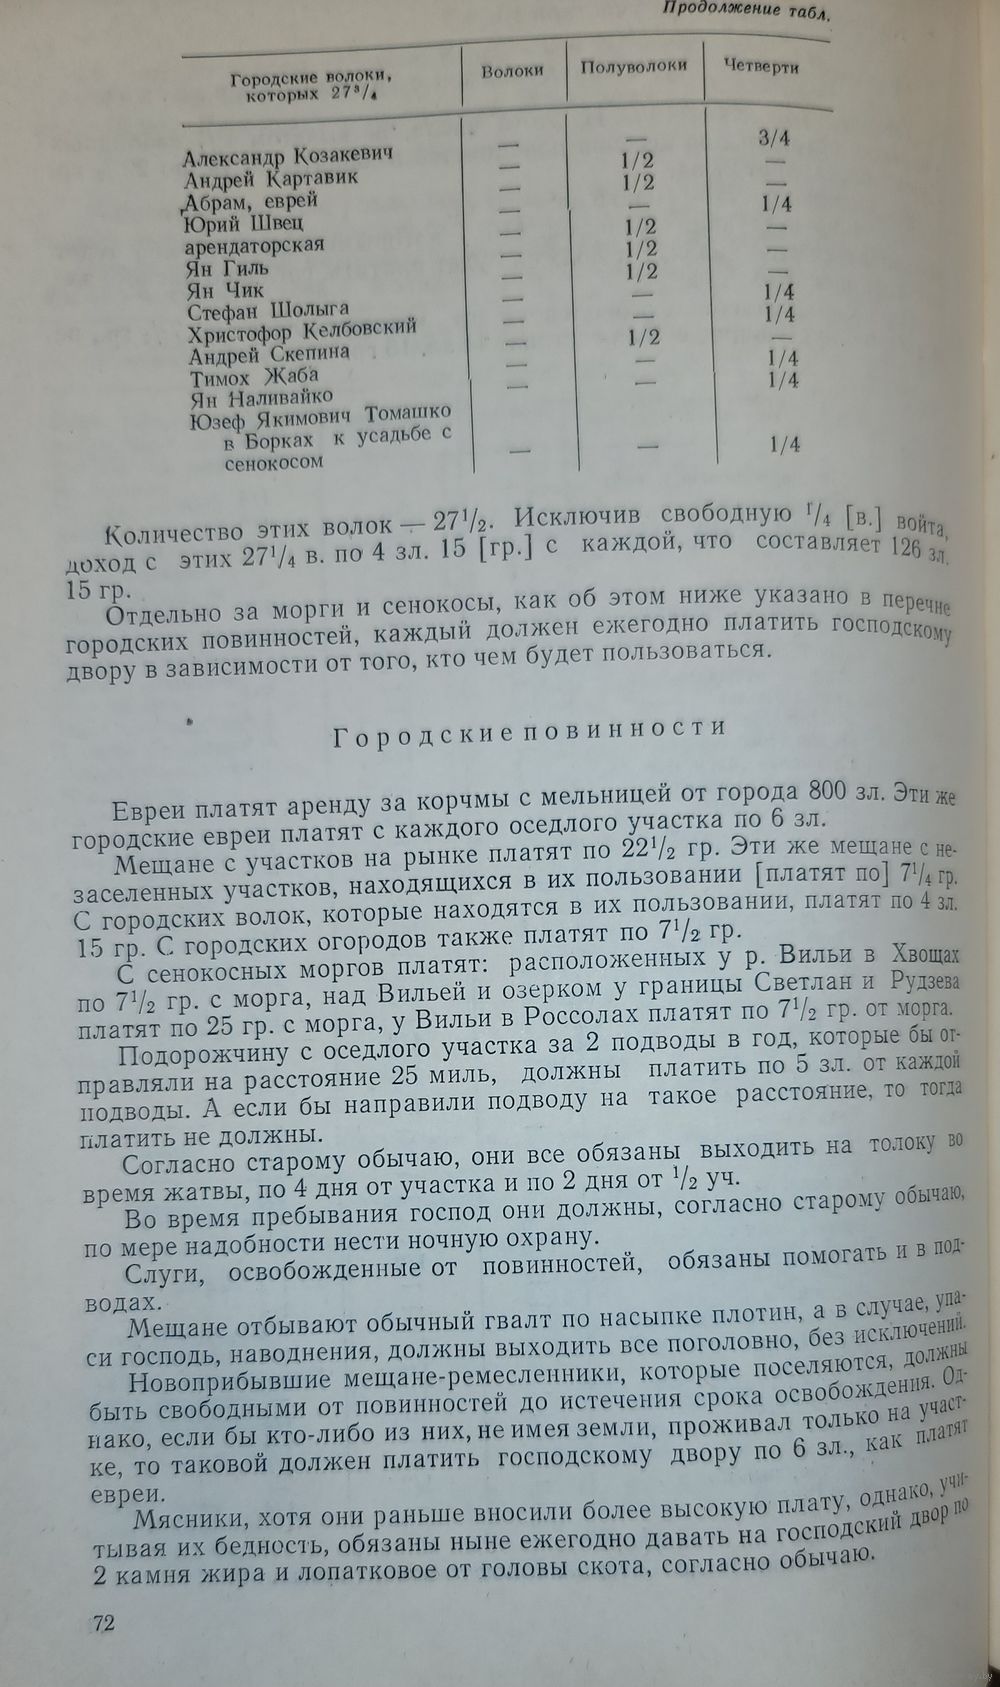 Продолжение табл.
Городские волоки,
которых 27³/₄
Волоки
Полуволоки
Четверти
Александр Козакевич — — 3/4
Андрей Картавик — 1/2 —
Абрам, еврей — 1/2 —
Юрий Швец — — 1/4
арендаторская — 1/2 —
Ян Гиль — 1/2 —
Ян Чик — 1/2 —
Стефан Шолыга — — 1/4
Христофор Келбовский — — 1/4
Андрей Скепина — 1/2 —
Тимох Жаба — — 1/4
Ян Наливайко — — 1/4
Юзеф Якимович Томашко
в Борках к усадьбе с
сенокосом — — 1/4
Количество этих волок — 27¹/₂. Исключив свободную ¹/₄ [в.] войта,
доход с этих 27¹/₄ в. по 4 зл. 15 [гр.] с каждой, что составляет 126 зл.
15 гр.
Отдельно за морги и сенокосы, как об этом ниже указано в перечне
городских повинностей, каждый должен ежегодно платить господскому
двору в зависимости от того, кто чем будет пользоваться.
Городские повинности
Евреи платят аренду за корчмы с мельницей от города 800 зл. Эти же
городские евреи платят с каждого оседлого участка по 6 зл.
Мещане с участков на рынке платят по 22¹/₂ гр. Эти же мещане с не-
заселенных участков, находящихся в их пользовании [платят по] 7¹/₄ гр.
С городских волок, которые находятся в их пользовании, платят по 4 зл.
15 гр. С городских огородов также платят по 7¹/₂ гр.
С сенокосных моргов платят: расположенных у р. Вильи в Хвощах
по 7¹/₂ гр. с морга, над Вильей и озерком у границы Светлан и Рудзева
платят по 25 гр. с морга, у Вильи в Россолах платят по 7¹/₂ гр. от морга.
Подорожчину с оседлого участка за 2 подводы в год, которые бы от-
правляли на расстояние 25 миль, должны платить по 5 зл. от каждой
подводы. А если бы направили подводу на такое расстояние, то тогда
платить не должны.
Согласно старому обычаю, они все обязаны выходить на толоку во
время жатвы, по 4 дня от участка и по 2 дня от ¹/₂ уч.
Во время пребывания господ они должны, согласно старому обычаю,
по мере надобности нести ночную охрану.
Слуги, освобожденные от повинностей, обязаны помогать и в под-
водах.
Мещане отбывают обычный гвалт по насыпке плотин, а в случае, упа-
си господь, наводнения, должны выходить все поголовно, без исключений.
Новоприбывшие мещане-ремесленники, которые поселяются, должны
быть свободными от повинностей до истечения срока освобождения. Од-
нако, если бы кто-либо из них, не имея земли, проживал только на участ-
ке, то таковой должен платить господскому двору по 6 зл., как платят
евреи.
Мясники, хотя они раньше вносили более высокую плату, однако, учи-
тывая их бедность, обязаны ныне ежегодно давать на господский двор по
2 камня жира и лопатковое от головы скота, согласно обычаю.
72